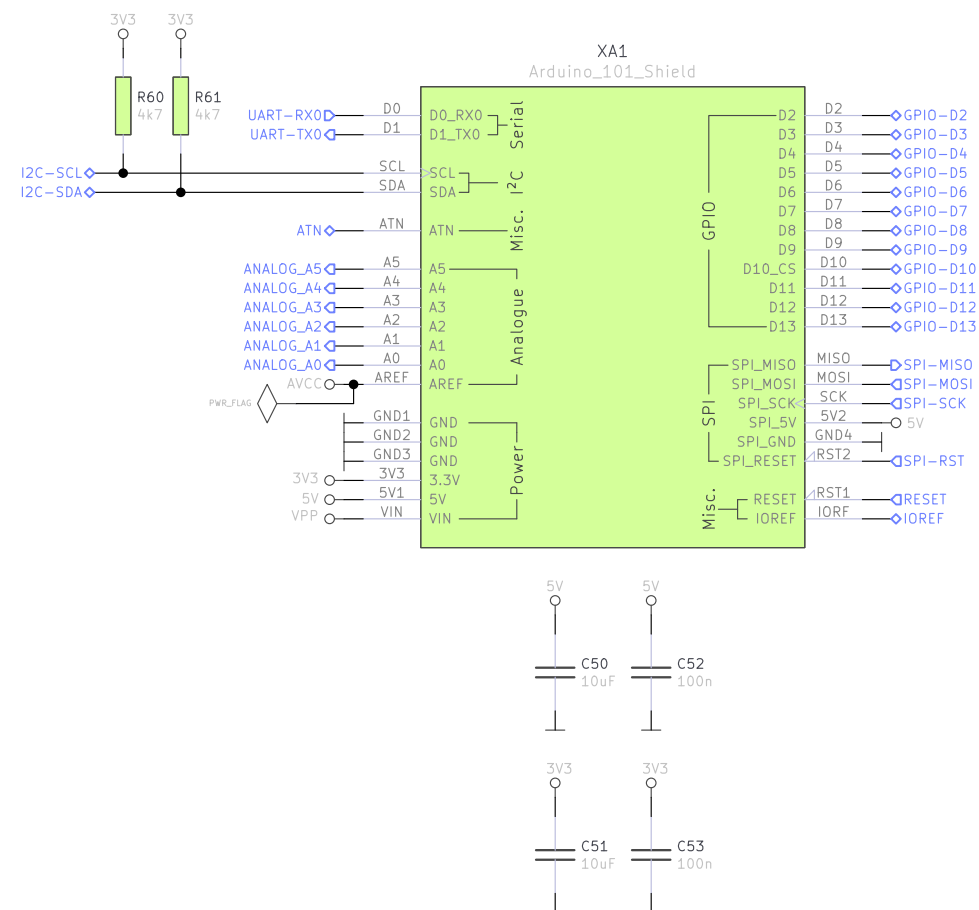 3V3 3V3
XA1
Arduino_101_Shield
R60 R61
4k7 4k7
UART-RX0 D0 D0_RX0 Serial D2 D2 GPIO-D2
UART-TX0 D1 D1_TX0 D3 D3 GPIO-D3
D4 D4 GPIO-D4
I2C-SCL SCL SCL I²C D5 D5 GPIO-D5
I2C-SDA SDA SDA D6 D6 GPIO-D6
GPIO D7 D7 GPIO-D7
ATN ATN ATN Misc. D8 D8 GPIO-D8
D9 D9 GPIO-D9
ANALOG_A5 A5 A5 Analogue D10_CS D10 GPIO-D10
ANALOG_A4 A4 A4 D11 D11 GPIO-D11
ANALOG_A3 A3 A3 D12 D12 GPIO-D12
ANALOG_A2 A2 A2 D13 D13 GPIO-D13
ANALOG_A1 A1 A1
ANALOG_A0 A0 A0 SPI_MISO MISO SPI-MISO
AVCC AREF AREF SPI_MOSI MOSI SPI-MOSI
PWR_FLAG SPI SPI_SCK SCK SPI-SCK
GND1 GND Power SPI_5V 5V2 5V
GND2 GND SPI_GND GND4
GND3 GND SPI_RESET RST2 SPI-RST
3V3 3V3 3.3V
5V 5V1 5V Misc. RESET RST1 RESET
VPP VIN VIN IOREF IORF IOREF
5V 5V
C50 C52
10uF 100n
3V3 3V3
C51 C53
10uF 100n